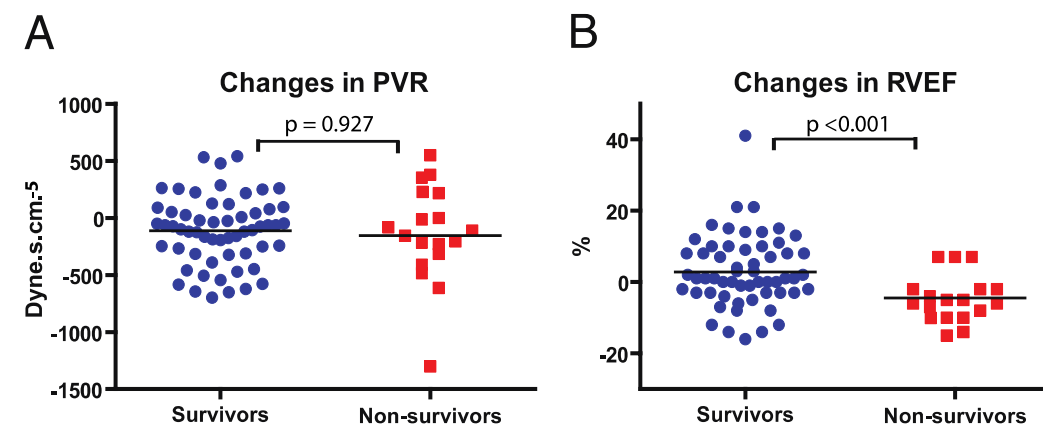 A
Changes in PVR
p = 0.927
1000
500
0
-500
-1000
-1500
Dyne.s.cm.-5
Survivors
Non-survivors
B
Changes in RVEF
p <0.001
40
20
0
-20
%
Survivors
Non-survivors